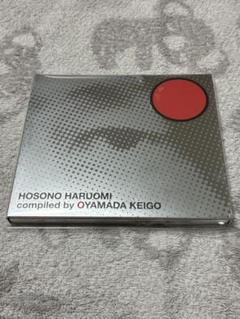 HOSONO HARUOMI
compiled by OYAMADA KEIGO